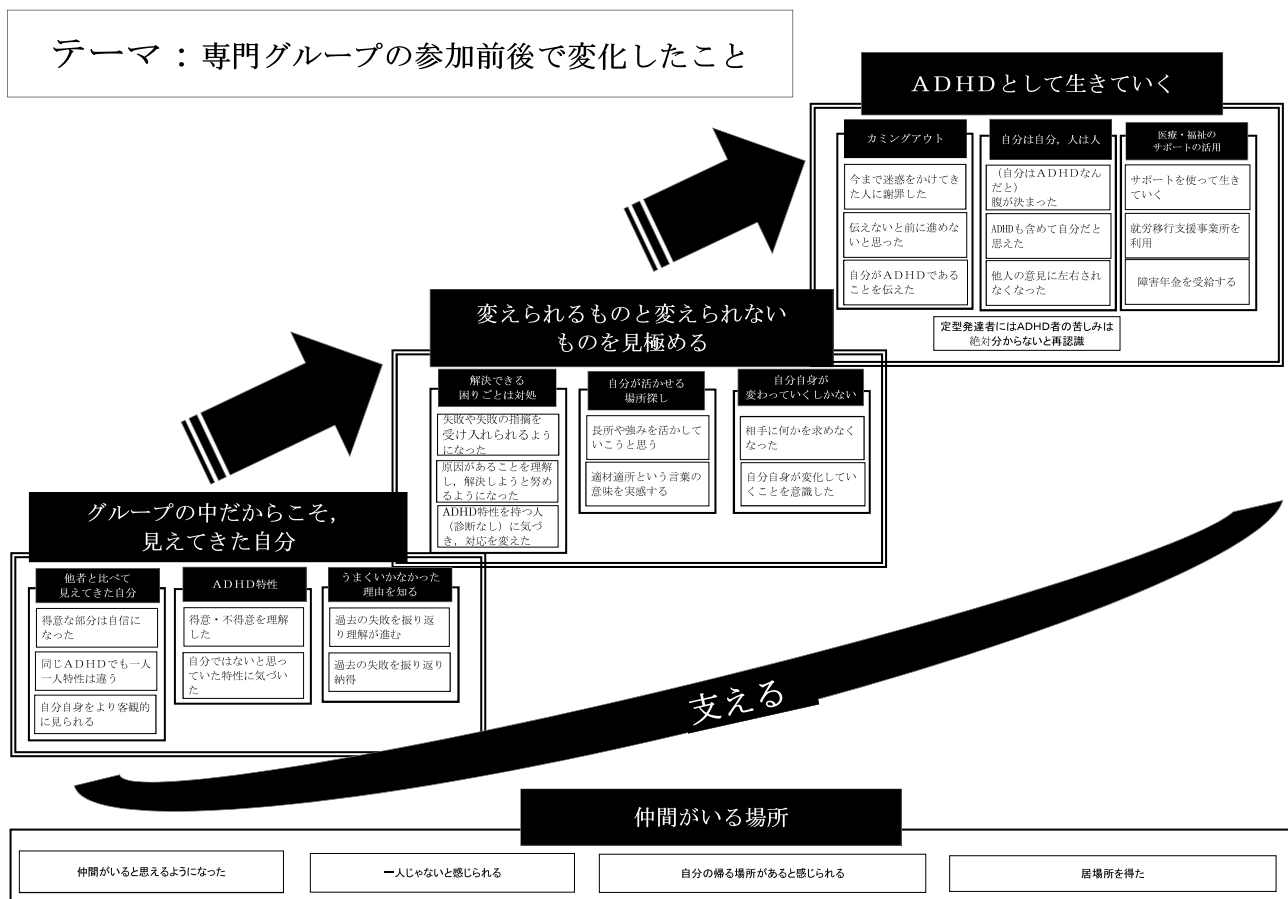 テーマ：専門グループの参加前後で変化したこと
ADHDとして生きていく
カミングアウト
今まで迷惑をかけてき
た人に謝罪した
伝えないと前に進めな
いと思った
自分がADHDである
ことを伝えた
自分は自分，人は人
（自分はADHDなん
だと）
腹が決まった
ADHDも含めて自分だと
思えた
他人の意見に左右され
なくなった
医療・福祉の
サポートの活用
サポートを使って生き
ていく
就労移行支援事業所を
利用
障害年金を受給する
定型発達者にはADHD者の苦しみは
絶対分からないと再認識
変えられるものと変えられない
ものを見極める
解決できる
困りごとは対処
失敗や失敗の指摘を
受け入れられるよう
になった
原因があることを理解
し，解決しようと努め
るようになった
ADHD特性を持つ人
（診断なし）に気づ
き，対応を変えた
自分が活かせる
場所探し
長所や強みを活かして
いこうと思う
適材適所という言葉の
意味を実感する
自分自身が
変わっていくしかない
相手に何かを求めなく
なった
自分自身が変化してい
くことを意識した
グループの中だからこそ，
見えてきた自分
他者と比べて
見えてきた自分
得意な部分は自信に
なった
同じADHDでも一人
一人特性は違う
自分自身をより客観的
に見られる
ADHD特性
得意・不得意を理解
した
自分ではないと思っ
ていた特性に気づい
た
うまくいかなかった
理由を知る
過去の失敗を振り返
り理解が進む
過去の失敗を振り返り
納得
支える
仲間がいる場所
仲間がいると思えるようになった
一人じゃないと感じられる
自分の帰る場所があると感じられる
居場所を得た